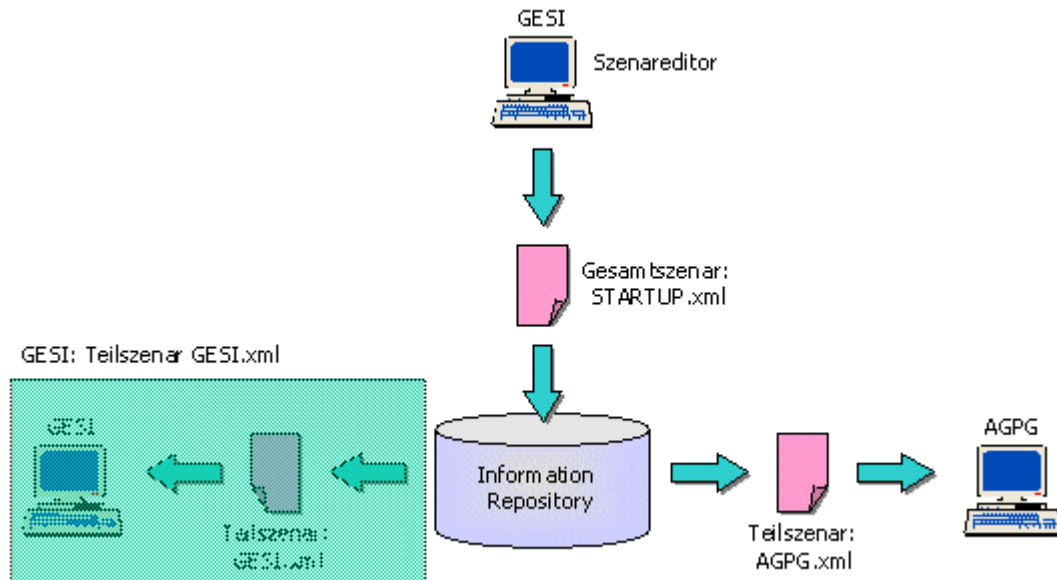 GESI
Szenareditor
Gesamtszenar:
STARTUP.xml
GESI: Teilszenar GESI.xml
GESI
Teilszenar:
GESI.xml
Information
Repository
Teilszenar:
AGPG.xml
AGPG